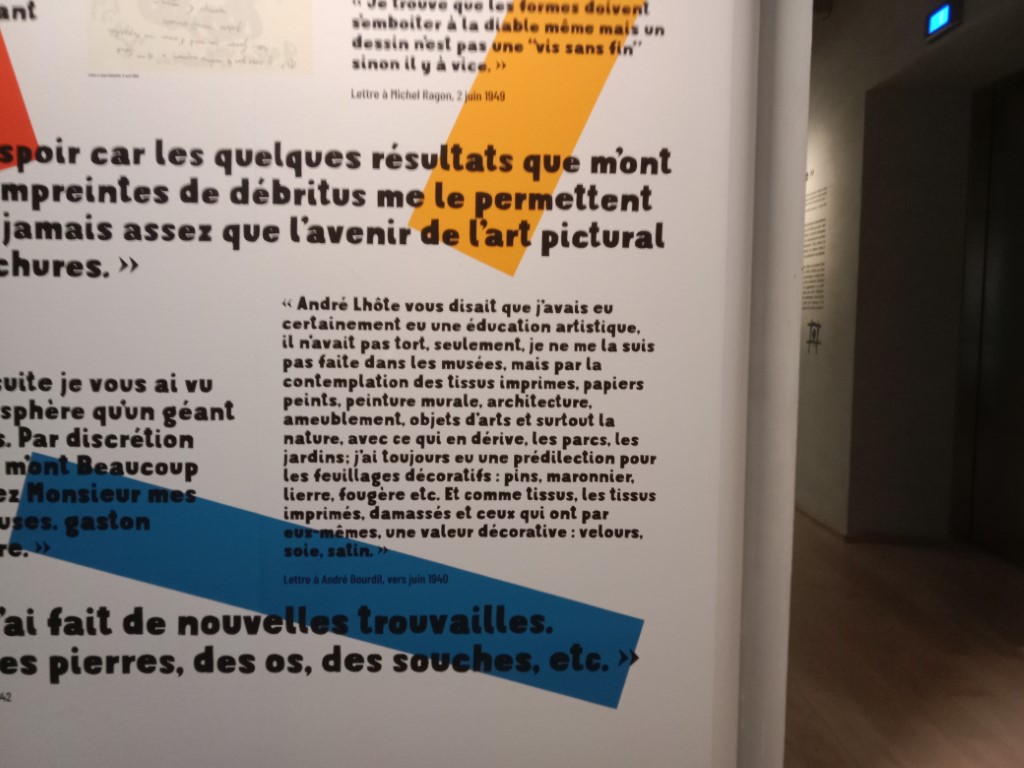 ant
« Je trouve que les formes doivent
s'emboiter à la diable même mais un
dessin n'est pas une "vis sans fin"
sinon il y à vice. »
Lettre à Michel Ragon, 2 juin 1949
spoir car les quelques résultats que m'ont
mpreintes de débritus me le permettent
jamais assez que l'avenir de l'art pictural
chures. »
« André Lhôte vous disait que j'avais eu
certainement eu une éducation artistique,
il n'avait pas tort, seulement, je ne me la suis
pas faite dans les musées, mais par la
contemplation des tissus imprimes, papiers
peints, peinture murale, architecture,
ameublement, objets d'arts et surtout la
nature, avec ce qui en dérive, les parcs, les
jardins; j'ai toujours eu une prédilection pour
les feuillages décoratifs : pins, maronnier,
lierre, fougère etc. Et comme tissus, les tissus
imprimés, damassés et ceux qui ont par
eux-mêmes, une valeur décorative : velours,
soie, satin. »
Lettre à André Bourdil, vers juin 1940
suite je vous ai vu
sphère qu'un géant
s. Par discrétion
m'ont Beaucoup
ez Monsieur mes
uses. gaston
re. »
'ai fait de nouvelles trouvailles.
es pierres, des os, des souches, etc. »
42